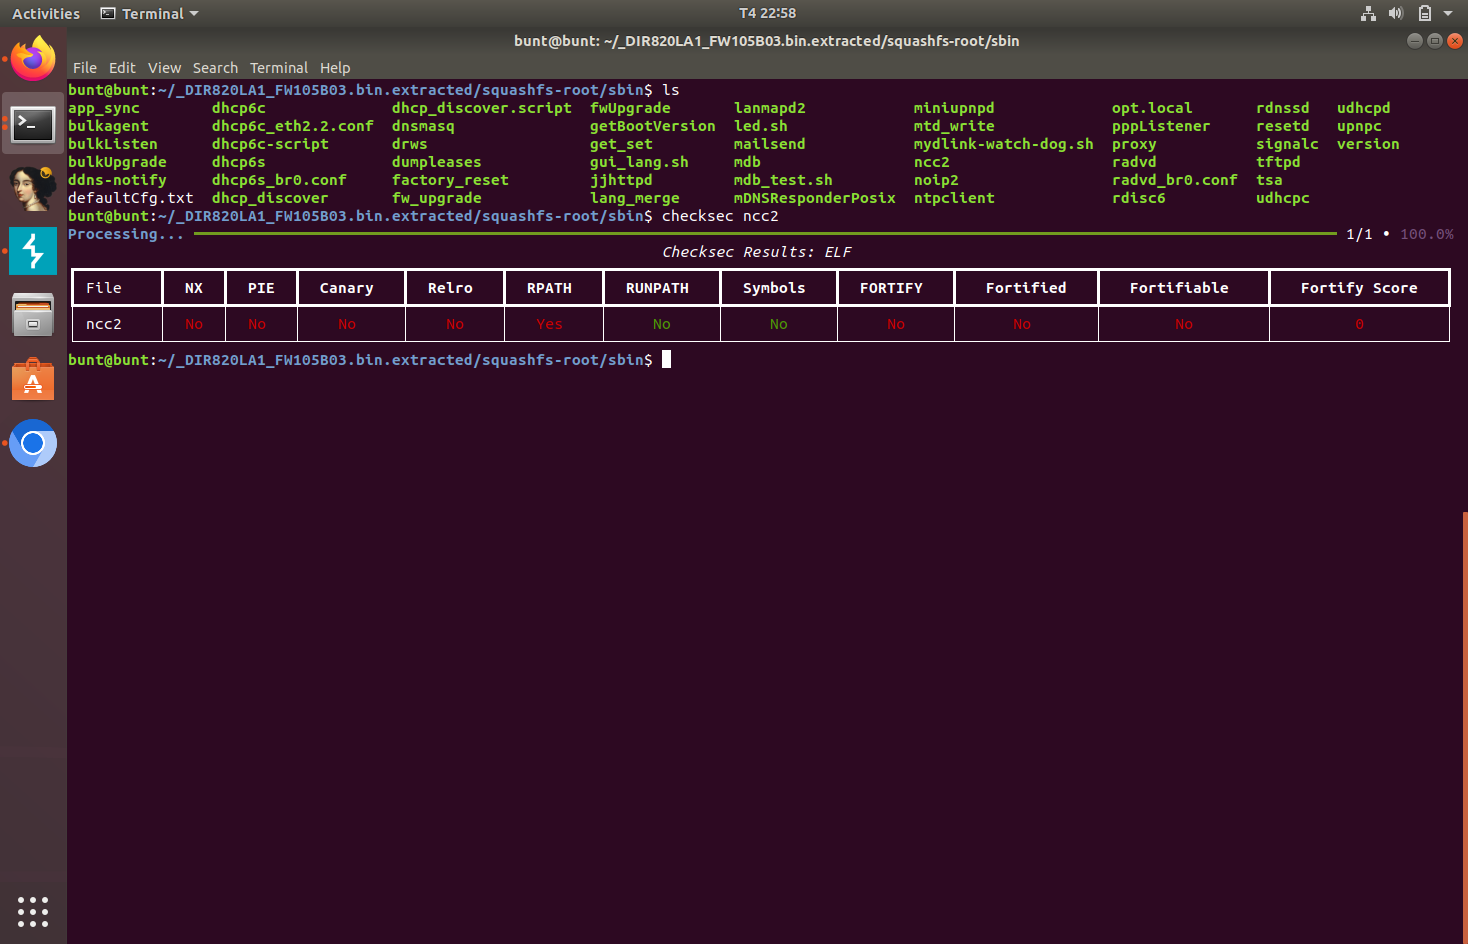 Activities Terminal T4 22:58
bunt@bunt: ~/_DIR820LA1_FW105B03.bin.extracted/squashfs-root/sbin
File Edit View Search Terminal Help
bunt@bunt:~/_DIR820LA1_FW105B03.bin.extracted/squashfs-root/sbin$ ls
app_sync dhcp6c dhcp_discover.script fwUpgrade lanmapd2 miniupnpd opt.local rdnssd udhcpd
bulkagent dhcp6c_eth2.2.conf dnsmasq getBootVersion led.sh mtd_write pppListener resetd upnpc
bulkListen dhcp6c-script drws get_set mailsend mydlink-watch-dog.sh proxy signalc version
bulkUpgrade dhcp6s dumpleases gui_lang.sh mdb ncc2 radvd tftpd
ddns-notify dhcp6s_br0.conf factory_reset jjhttpd mdb_test.sh noip2 radvd_br0.conf tsa
defaultCfg.txt dhcp_discover fw_upgrade lang_merge mDNSResponderPosix ntpclient rdisc6 udhcpc
bunt@bunt:~/_DIR820LA1_FW105B03.bin.extracted/squashfs-root/sbin$ checksec ncc2
Processing... 1/1 • 100.0%
Checksec Results: ELF
File NX PIE Canary Relro RPATH RUNPATH Symbols FORTIFY Fortified Fortifiable Fortify Score
ncc2 No No No No Yes No No No No No 0
bunt@bunt:~/_DIR820LA1_FW105B03.bin.extracted/squashfs-root/sbin$